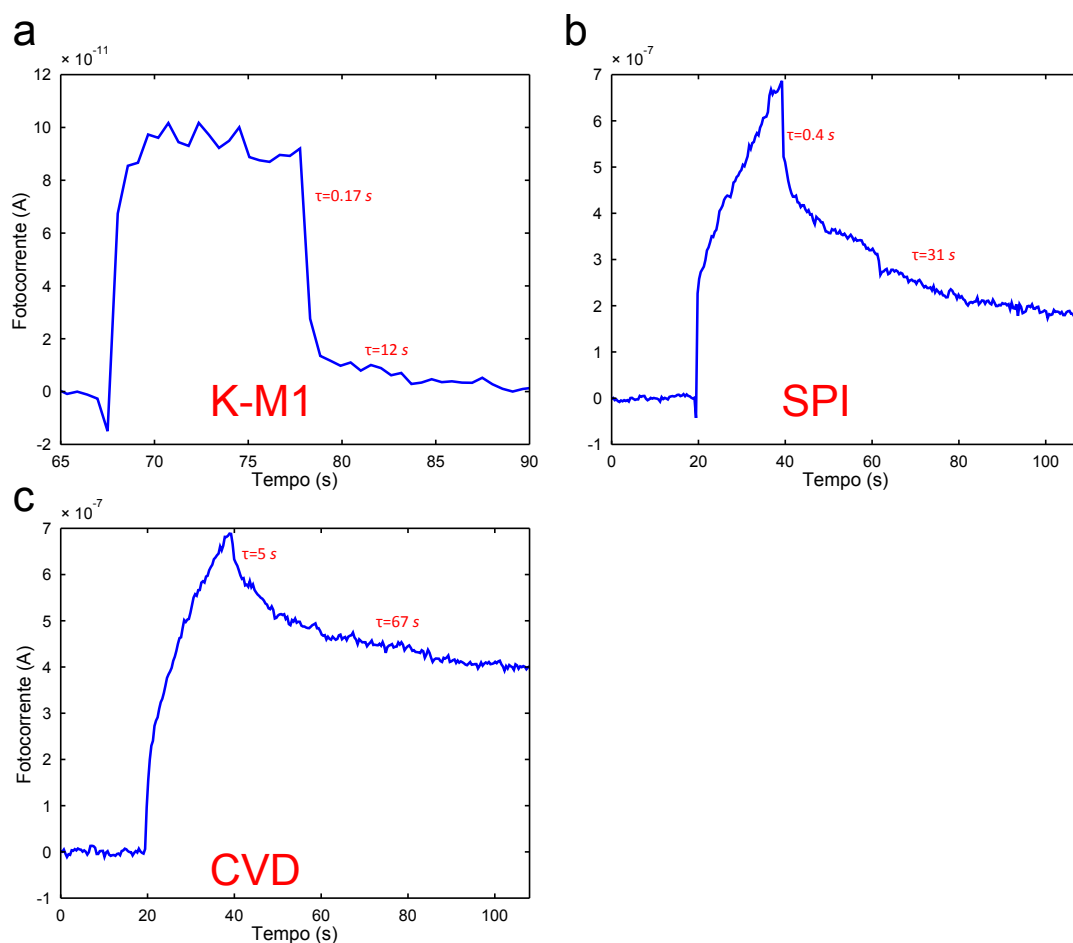 a
× 10-11
12
10
8
6
4
2
0
-2
Fotocorrente (A)
τ=0.17 s
τ=12 s
K-M1
65 70 75 80 85 90
Tempo (s)
b
× 10-7
7
6
5
4
3
2
1
0
-1
τ=0.4 s
τ=31 s
SPI
0 20 40 60 80 100
Tempo (s)
c
× 10-7
7
6
5
4
3
2
1
0
-1
Fotocorrente (A)
τ=5 s
τ=67 s
CVD
0 20 40 60 80 100
Tempo (s)